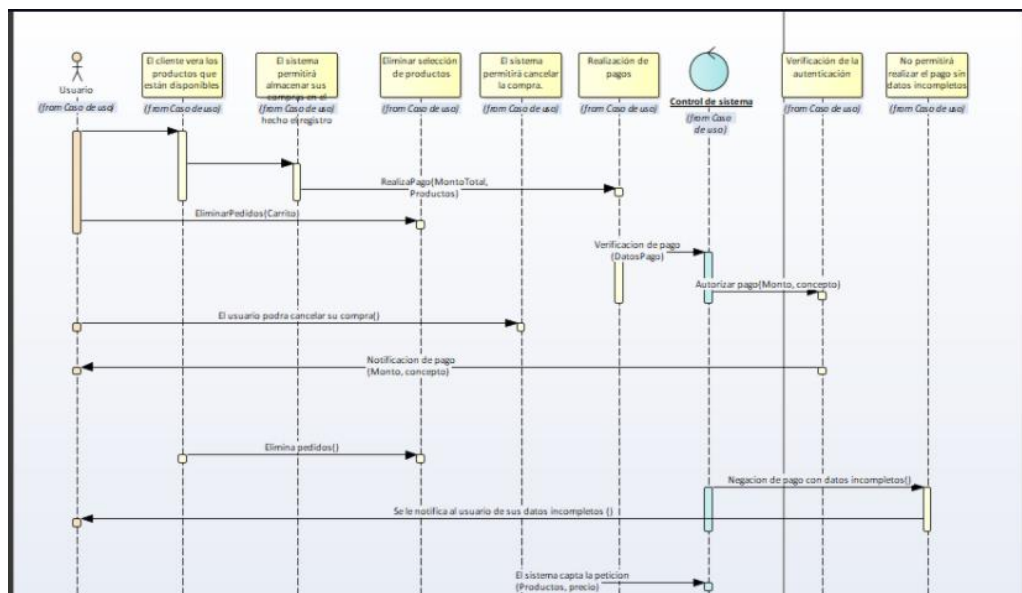 Usuario
(from Caso de uso)
El cliente vera los
productos que
están disponibles
(from Caso de uso)
El sistema
permitirá
almacenar sus
compras en el
(from Caso de uso)
hecho el registro
Eliminar selección
de productos
(from Caso de uso)
El sistema
permitirá cancelar
la compra.
(from Caso de uso)
Realización de
pagos
(from Caso de uso)
Control de sistema
(from Caso
de uso)
Verificación de la
autenticación
(from Caso de uso)
No permitirá
realizar el pago sin
datos incompletos
(from Caso de uso)
RealizaPago(MontoTotal,
Productos)
EliminarPedidos(Carrito)
Verificacion de pago
(DatosPago)
Autorizar pago(Monto, concepto)
El usuario podra cancelar su compra()
Notificacion de pago
(Monto, concepto)
Elimina pedidos()
Negacion de pago con datos incompletos()
Se le notifica al usuario de sus datos incompletos ()
El sistema capta la peticion
(Productos, precio)